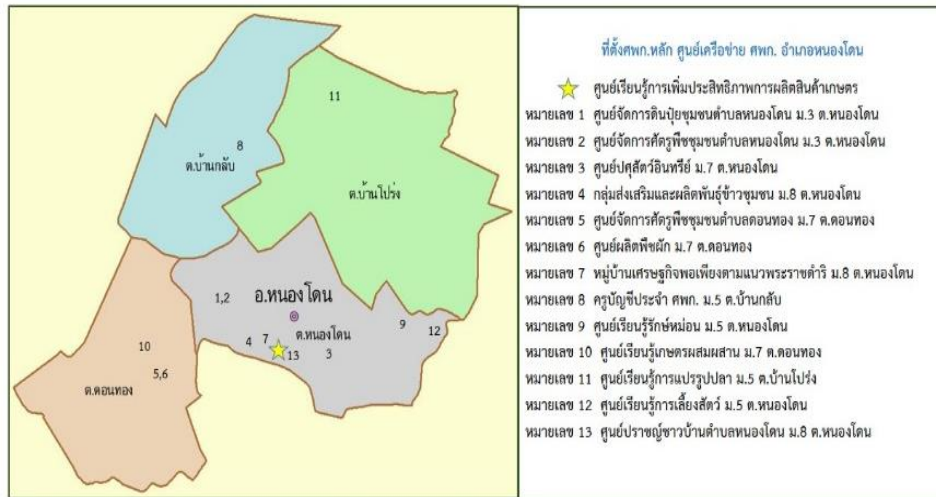 11
8
ต.บ้านกลับ
ต.บ้านโปร่ง
1,2
อ.หนองโดน
9
12
ต.หนองโดน
4
7
13
3
10
5,6
ต.ดอนทอง
ที่ตั้งศพก.หลัก ศูนย์เครือข่าย ศพก. อำเภอหนองโดน
ศูนย์เรียนรู้การเพิ่มประสิทธิภาพการผลิตสินค้าเกษตร
หมายเลข 1 ศูนย์จัดการดินปุ๋ยชุมชนตำบลหนองโดน ม.3 ต.หนองโดน
หมายเลข 2 ศูนย์จัดการศัตรูพืชชุมชนตำบลหนองโดน ม.3 ต.หนองโดน
หมายเลข 3 ศูนย์ปศุสัตว์อินทรีย์ ม.7 ต.หนองโดน
หมายเลข 4 กลุ่มส่งเสริมและผลิตพันธุ์ข้าวชุมชน ม.8 ต.หนองโดน
หมายเลข 5 ศูนย์จัดการศัตรูพืชชุมชนตำบลดอนทอง ม.7 ต.ดอนทอง
หมายเลข 6 ศูนย์ผลิตพืชผัก ม.7 ต.ดอนทอง
หมายเลข 7 หมู่บ้านเศรษฐกิจพอเพียงตามแนวพระราชดำริ ม.8 ต.หนองโดน
หมายเลข 8 ครูบัญชีประจำ ศพก. ม.5 ต.บ้านกลับ
หมายเลข 9 ศูนย์เรียนรู้รักษ์หม่อน ม.5 ต.หนองโดน
หมายเลข 10 ศูนย์เรียนรู้เกษตรผสมผสาน ม.7 ต.ดอนทอง
หมายเลข 11 ศูนย์เรียนรู้การแปรรูปปลา ม.5 ต.บ้านโปร่ง
หมายเลข 12 ศูนย์เรียนรู้การเลี้ยงสัตว์ ม.5 ต.หนองโดน
หมายเลข 13 ศูนย์ปราชญ์ชาวบ้านตำบลหนองโดน ม.8 ต.หนองโดน